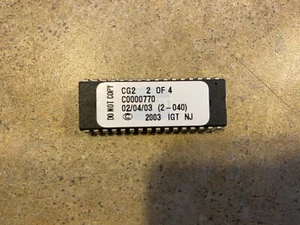 DO NOT COPY
CG2 2 OF 4
C0000770
02/04/03 (2-040)
© 2003 IGT NJ